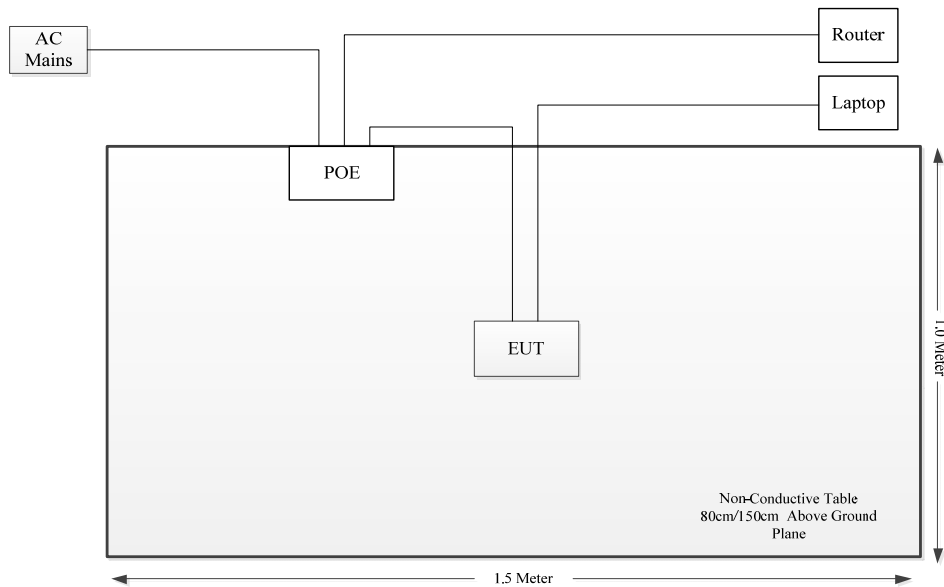 AC
Mains
Router
Laptop
POE
EUT
1.0 Meter
Non-Conductive Table
80cm/150cm Above Ground
Plane
1.5 Meter